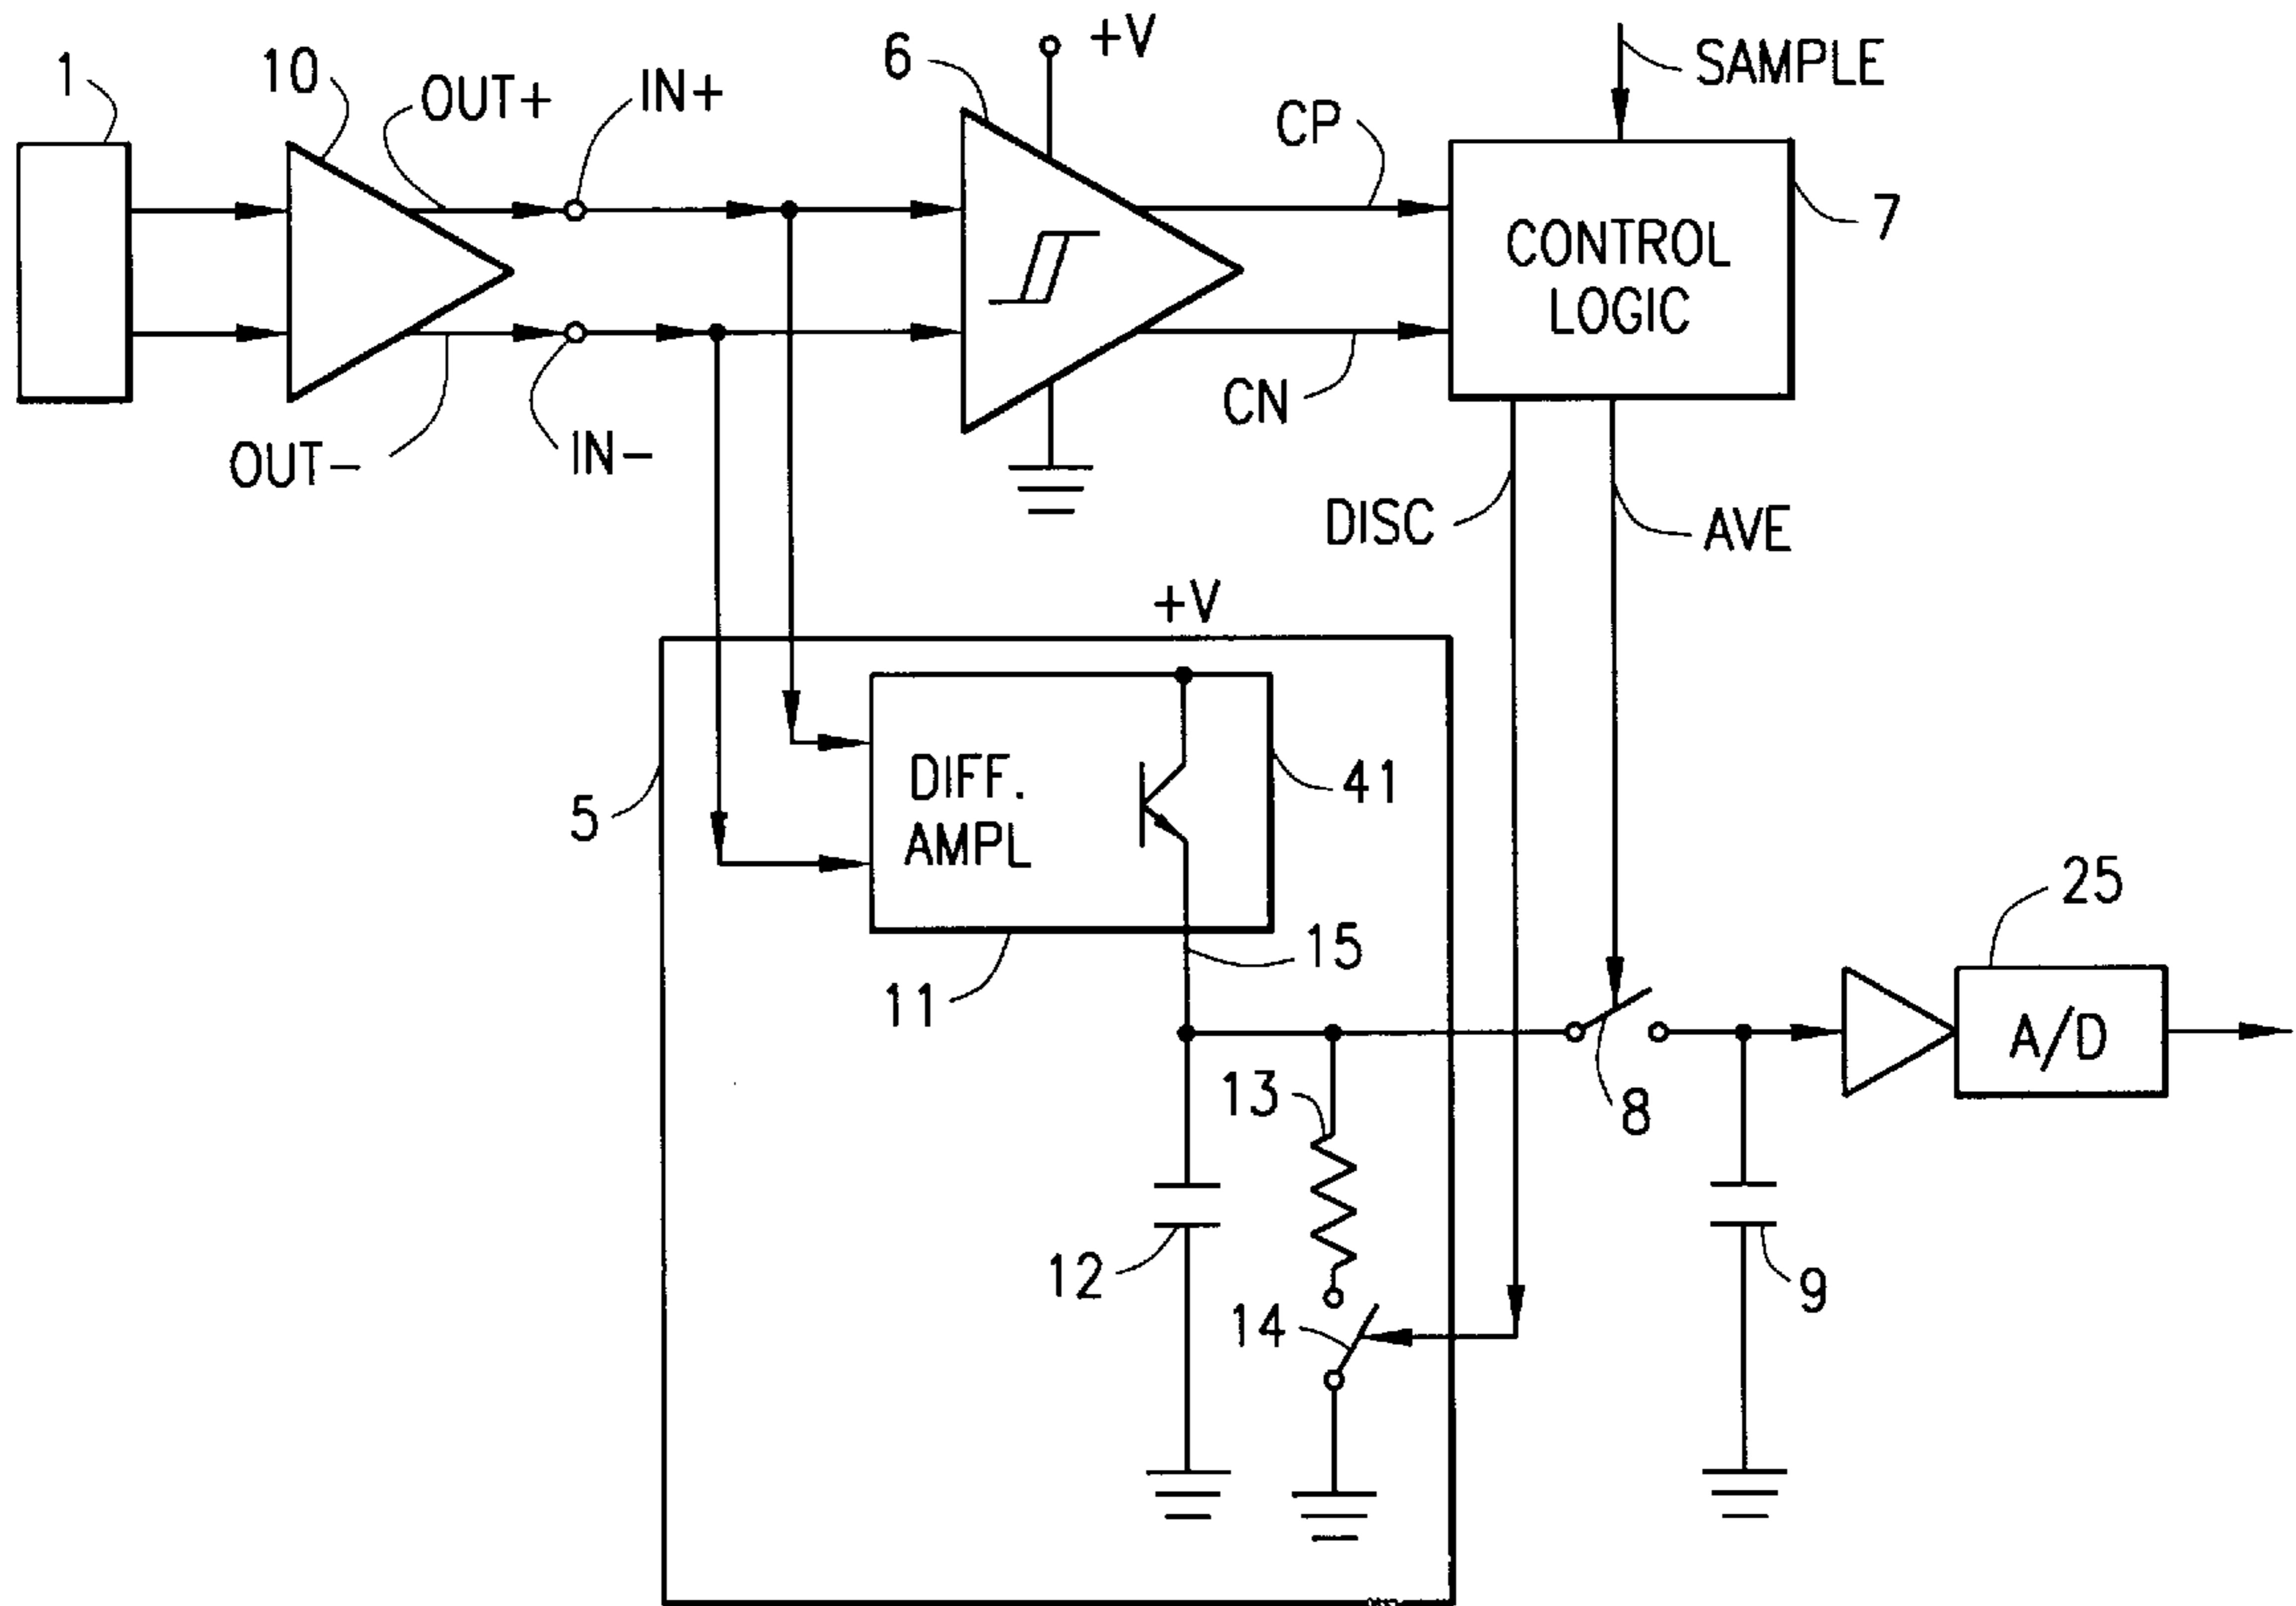 1
10
OUT+
IN+
6
+V
SAMPLE
CP
7
CONTROL
LOGIC
OUT-
IN-
CN
DISC
AVE
+V
5
DIFF.
AMPL
41
11
15
25
A/D
13
8
12
14
9